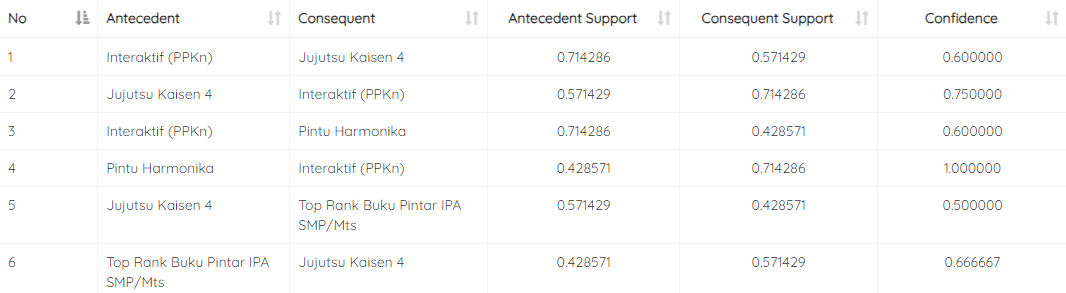 No Antecedent Consequent Antecedent Support Consequent Support Confidence
1 Interaktif (PPKn) Jujutsu Kaisen 4 0.714286 0.571429 0.600000
2 Jujutsu Kaisen 4 Interaktif (PPKn) 0.571429 0.714286 0.750000
3 Interaktif (PPKn) Pintu Harmonika 0.714286 0.428571 0.600000
4 Pintu Harmonika Interaktif (PPKn) 0.428571 0.714286 1.000000
5 Jujutsu Kaisen 4 Top Rank Buku Pintar IPA 0.571429 0.428571 0.500000
SMP/Mts
6 Top Rank Buku Pintar IPA Jujutsu Kaisen 4 0.428571 0.571429 0.666667
SMP/Mts